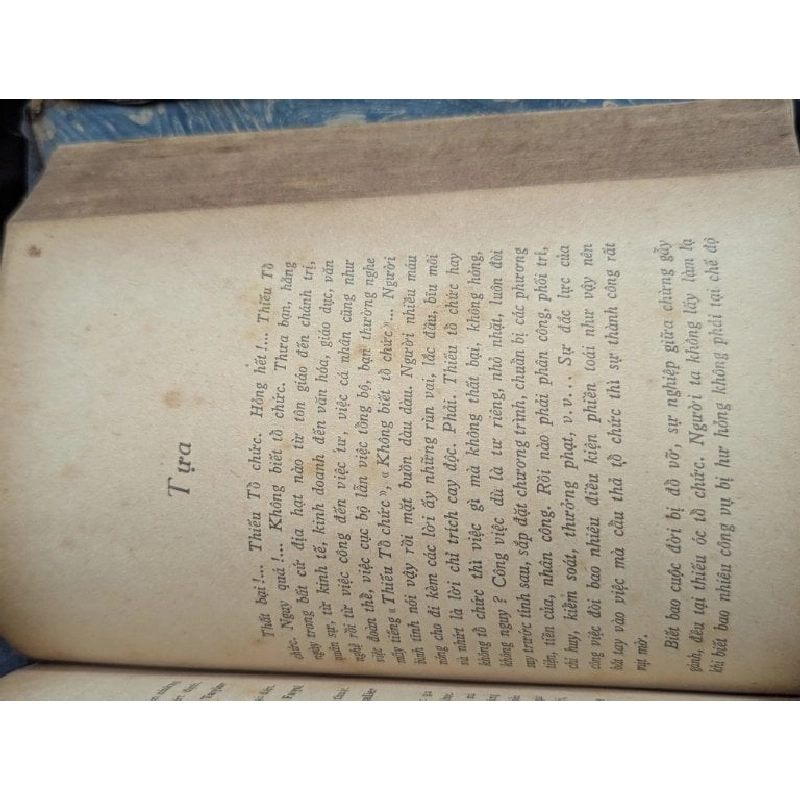 Tựa
Thất bại !... Thiếu Tổ chức. Hỏng hết !... Thiếu Tổ
chức. Nguy quá !... Không biết tổ chức. Thưa bạn, hằng
ngày trong bất cứ địa hạt nào từ tôn giáo đến chánh trị,
quân sự, từ kinh tế, kinh doanh đến văn hóa, giáo dục, văn
nghệ rồi từ việc công đến việc tư, việc cá nhân cũng như
việc đoàn thể, việc cục bộ lẫn việc tổng bộ, bạn thường nghe
mấy tiếng « Thiếu Tổ chức », « Không biết tổ chức »... Người
bình tĩnh nói vậy rồi mặt buồn dàu dàu. Người nhiều máu
nóng cho đi kèm các lời ấy những rùn vai, lắc đầu, bĩu môi
và nhứt là lời chỉ trích cay độc. Phải. Thiếu tổ chức hay
không tổ chức thì việc gì mà không thất bại, không hỏng,
không nguy ? Công việc dù là tư riêng, nhỏ nhặt, luôn đòi
suy trước tính sau, sắp đặt chương trình, chuẩn bị các phương
tiện, tiền của, nhân công. Rồi nào phải phân công, phối trí,
chỉ huy, kiểm soát, thưởng phạt, v.v.... Sự đắc lực của
công việc đòi bao nhiêu điều kiện phiền toái như vậy nên
bắt tay vào việc mà cẩu thả tổ chức thì sự thành công rất
mịt mờ.
Biết bao cuộc đời bị đổ vỡ, sự nghiệp giữa chừng gãy
gánh, đều tại thiếu óc tổ chức. Người ta không lấy làm lạ
khi biết bao nhiêu công vụ bị hư hỏng không phải tại chế độ